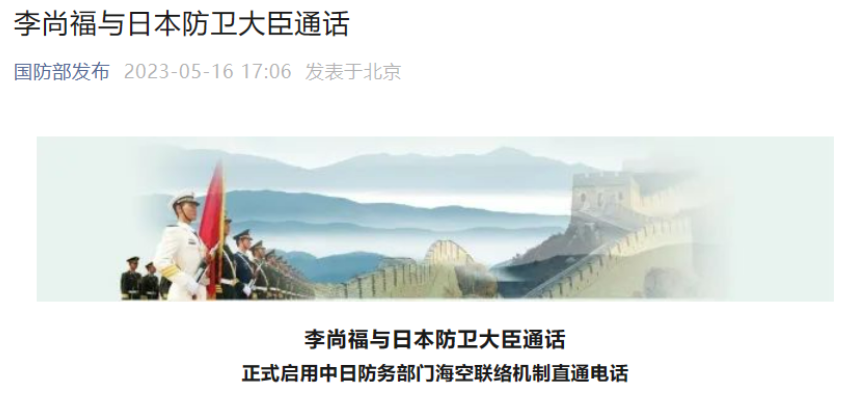 李尚福与日本防卫大臣通话
国防部发布 2023-05-16 17:06 发表于北京
李尚福与日本防卫大臣通话
正式启用中日防务部门海空联络机制直通电话